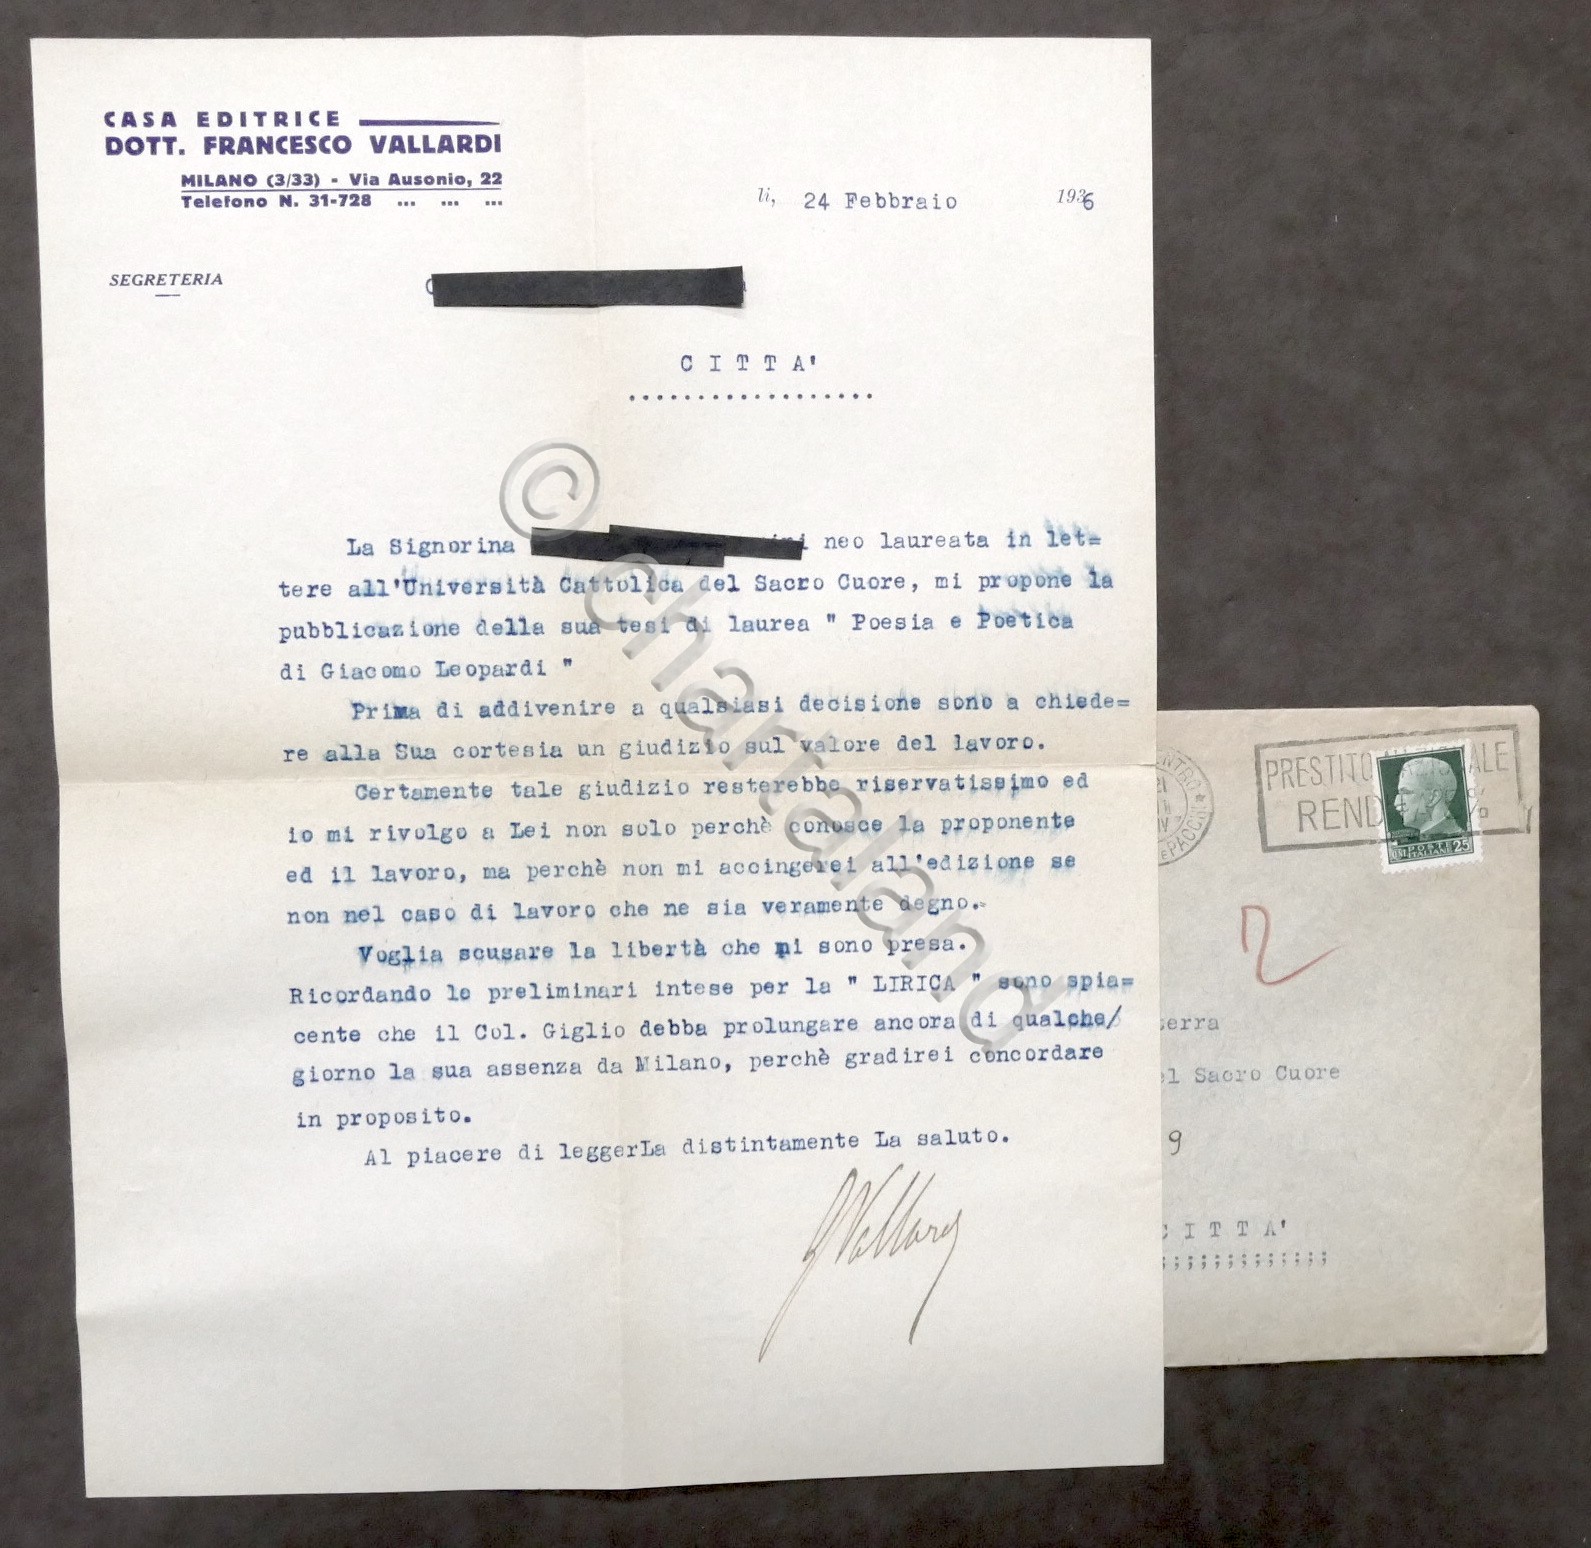 CASA EDITRICE
DOTT. FRANCESCO VALLARDI
MILANO (3/33) - Via Ausonio, 22
Telefono N. 31-728 ... ... ...
li, 24 Febbraio 1936
SEGRETERIA
C I T T A'
..................
La Signorina neo laureata in let=
tere all'Università Cattolica del Sacro Cuore, mi propone la
pubblicazione della sua tesi di laurea " Poesia e Poetica
di Giacomo Leopardi "
Prima di addivenire a qualsiasi decisione sono a chiede=
re alla Sua cortesia un giudizio sul valore del lavoro.
Certamente tale giudizio resterebbe riservatissimo ed
io mi rivolgo a Lei non solo perchè conosce la proponente
ed il lavoro, ma perchè non mi accingerei all'edizione se
non nel caso di lavoro che ne sia veramente degno.-
Voglia scusare la libertà che mi sono presa.
Ricordando le preliminari intese per la " LIRICA " sono spia=
cente che il Col. Giglio debba prolungare ancora di qualche/
giorno la sua assenza da Milano, perchè gradirei concordare
in proposito.
Al piacere di leggerLa distintamente La saluto.
Vallardi
© chartaland
PRESTITO
REND
POSTE
ITALIANE 25
2
terra
el Sacro Cuore
9
C I T T A'
;;;;;;;;;;;;;